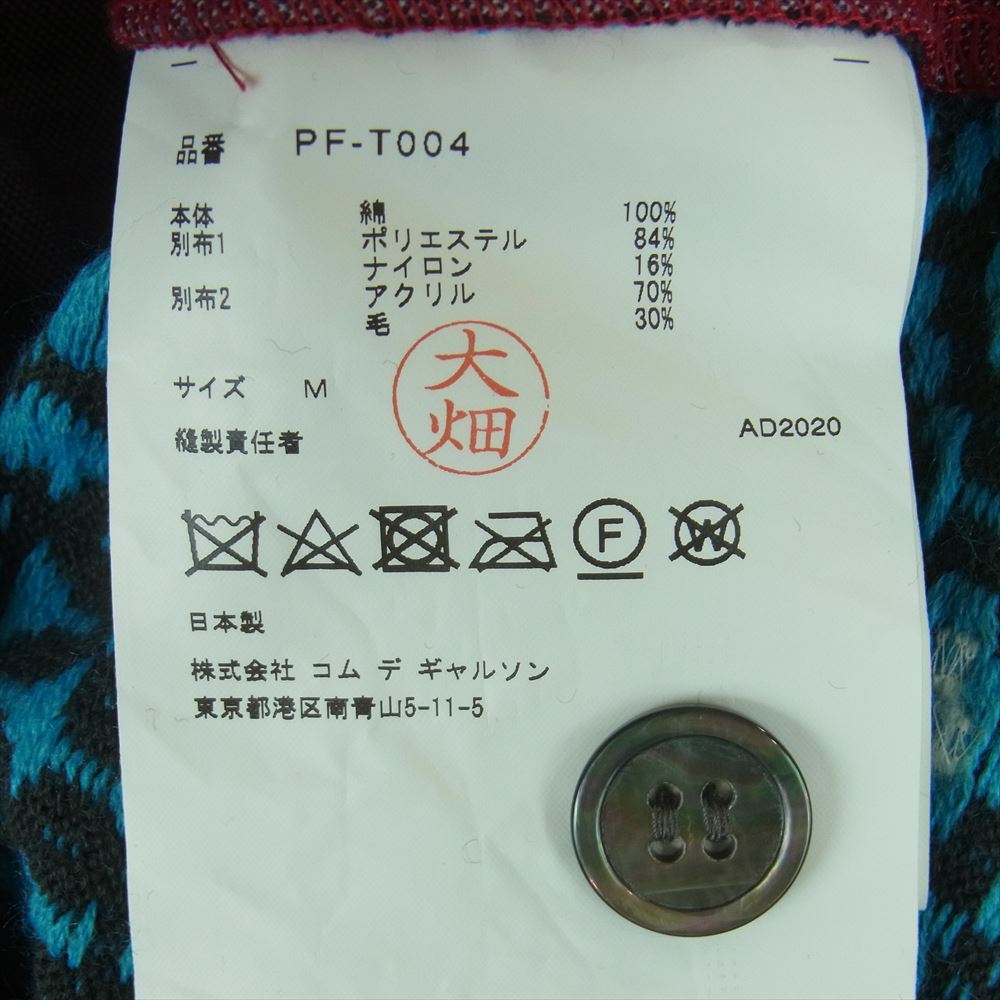 品番 PF-T004
本体 綿 100%
別布1 ポリエステル 84%
ナイロン 16%
別布2 アクリル 70%
毛 30%
大畑
サイズ M
縫製責任者 AD2020
F W
日本製
株式会社 コム デ ギャルソン
東京都港区南青山5-11-5